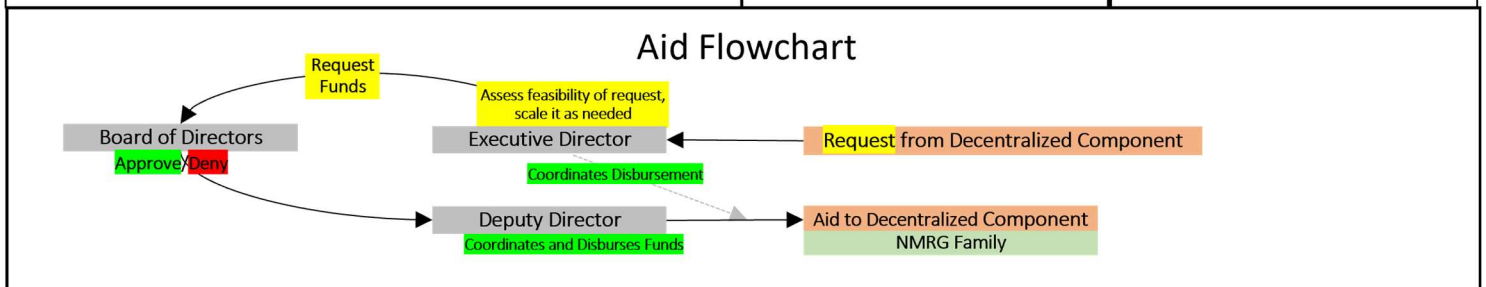 Aid Flowchart
Request
Funds
Assess feasibility of request,
scale it as needed
Board of Directors
Approve/Deny
Executive Director
Request from Decentralized Component
Coordinates Disbursement
Deputy Director
Coordinates and Disburses Funds
Aid to Decentralized Component
NMRG Family